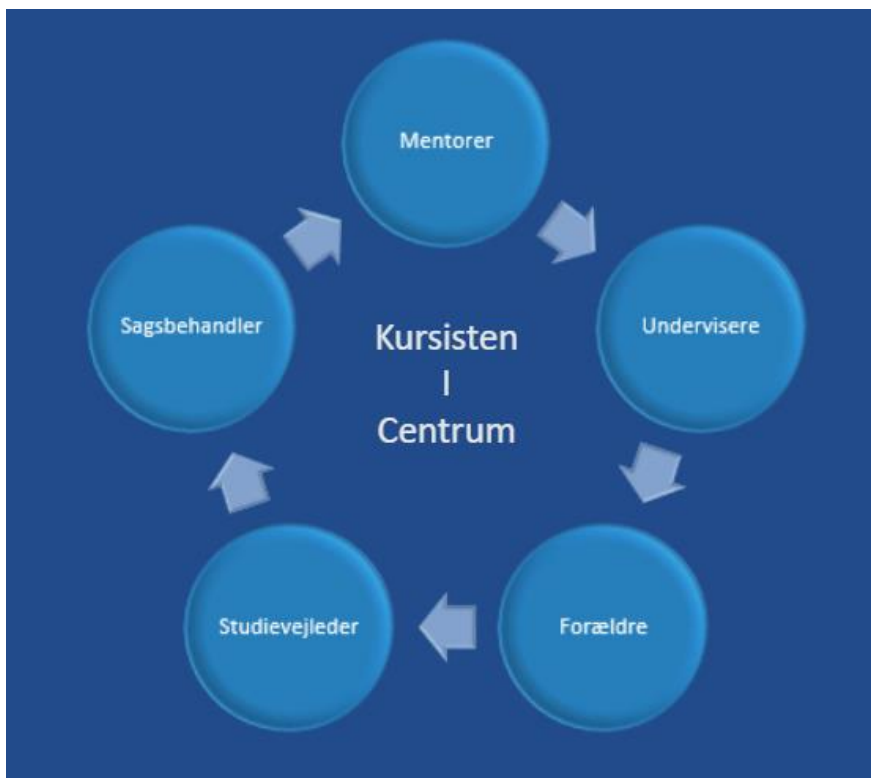 Mentorer
Undervisere
Forældre
Studievejleder
Sagsbehandler
Kursisten
I
Centrum